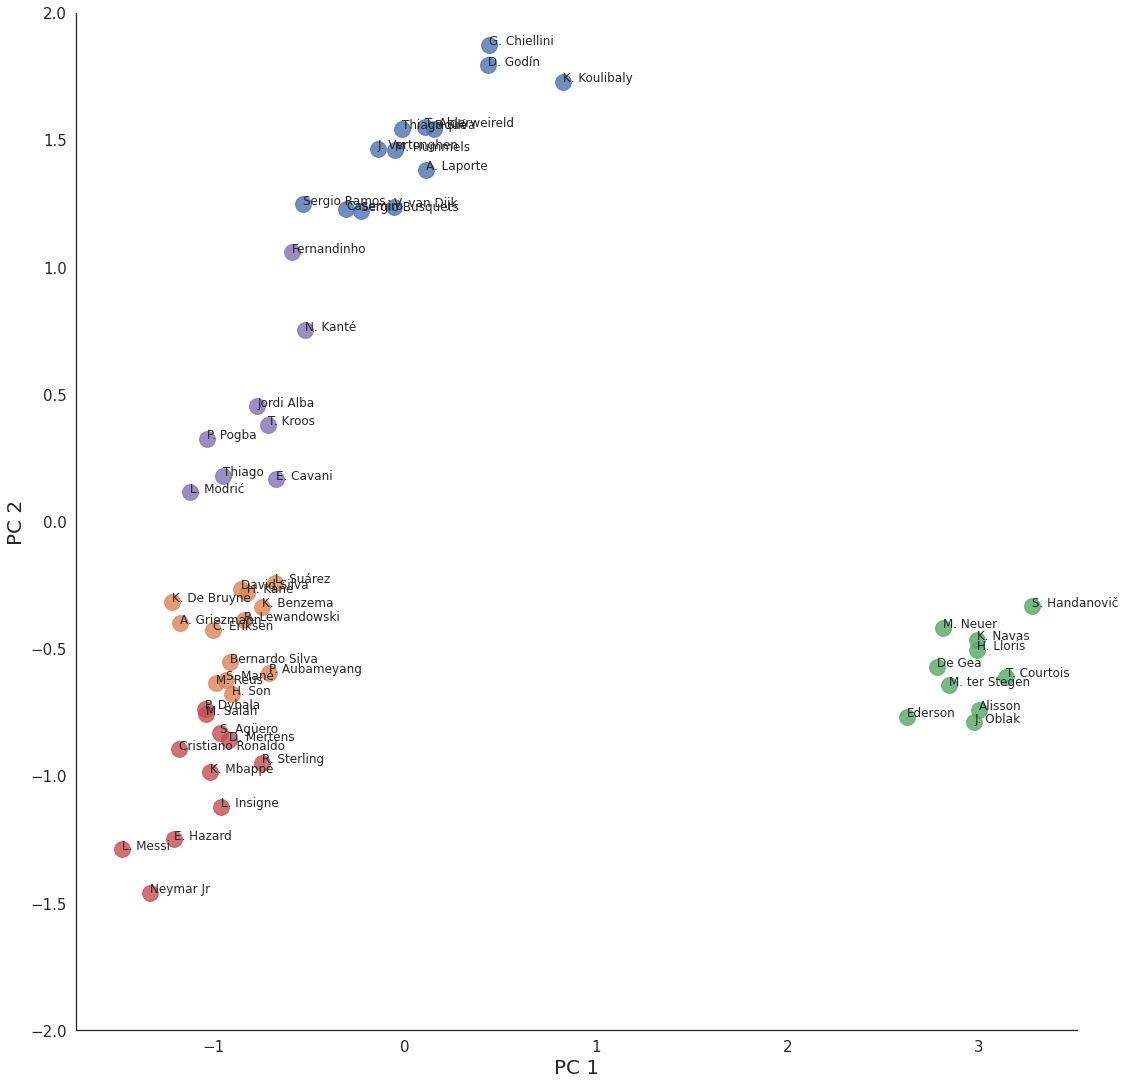 2.0
G. Chiellini
D. Godín
K. Koulibaly
1.5
T. Alderweireld
Thiago Silva
J. Vertonghen
M. Hummels
A. Laporte
Sergio Ramos
V. van Dijk
Casemiro
Sergio Busquets
Fernandinho
1.0
N. Kanté
0.5
Jordi Alba
T. Kroos
P. Pogba
Thiago
E. Cavani
L. Modrić
0.0
PC 2
L. Suárez
David Silva
H. Kane
K. De Bruyne
K. Benzema
R. Lewandowski
A. Griezmann
C. Eriksen
S. Handanovič
M. Neuer
K. Navas
H. Lloris
−0.5
Bernardo Silva
P. Aubameyang
S. Mané
M. Reus
H. Son
De Gea
T. Courtois
M. ter Stegen
P. Dybala
M. Salah
Alisson
Ederson
J. Oblak
S. Agüero
D. Mertens
Cristiano Ronaldo
R. Sterling
K. Mbappé
−1.0
L. Insigne
E. Hazard
L. Messi
Neymar Jr
−1.5
−2.0
−1
0
1
2
3
PC 1